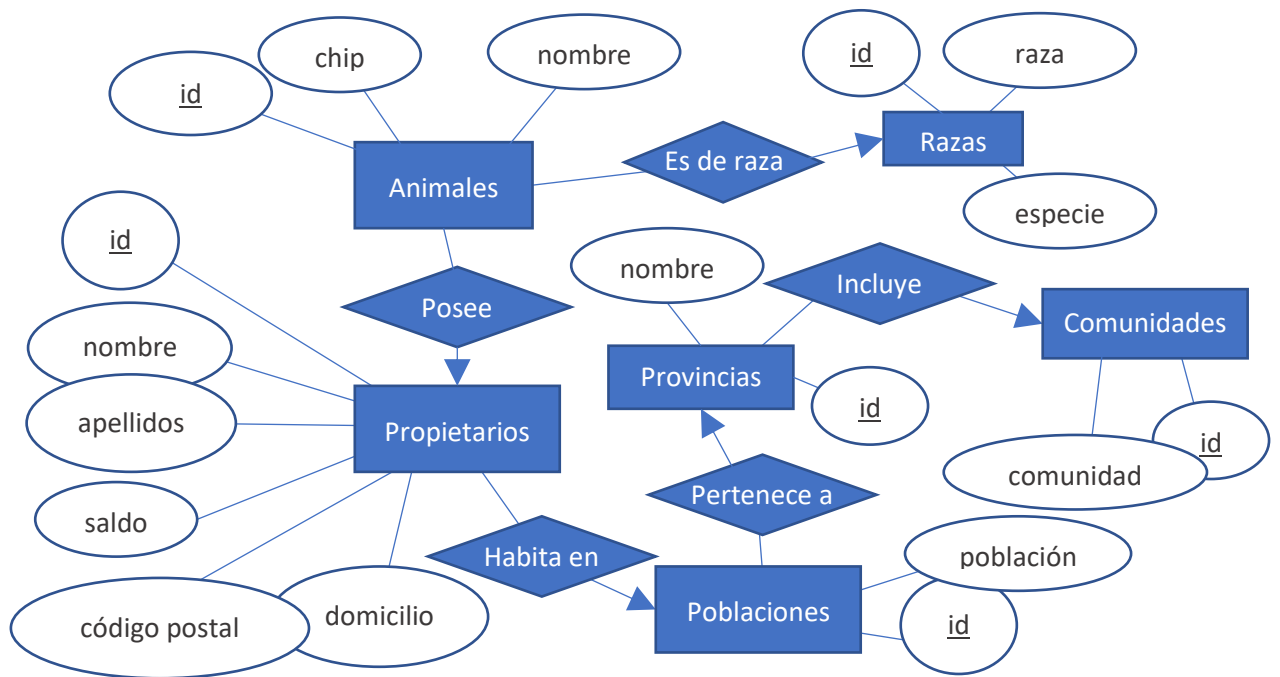 chip
nombre
id
raza
id
Es de raza
Razas
Animales
especie
id
nombre
Incluye
Posee
Comunidades
nombre
Provincias
id
apellidos
Propietarios
id
comunidad
Pertenece a
saldo
población
Habita en
Poblaciones
código postal
domicilio
id